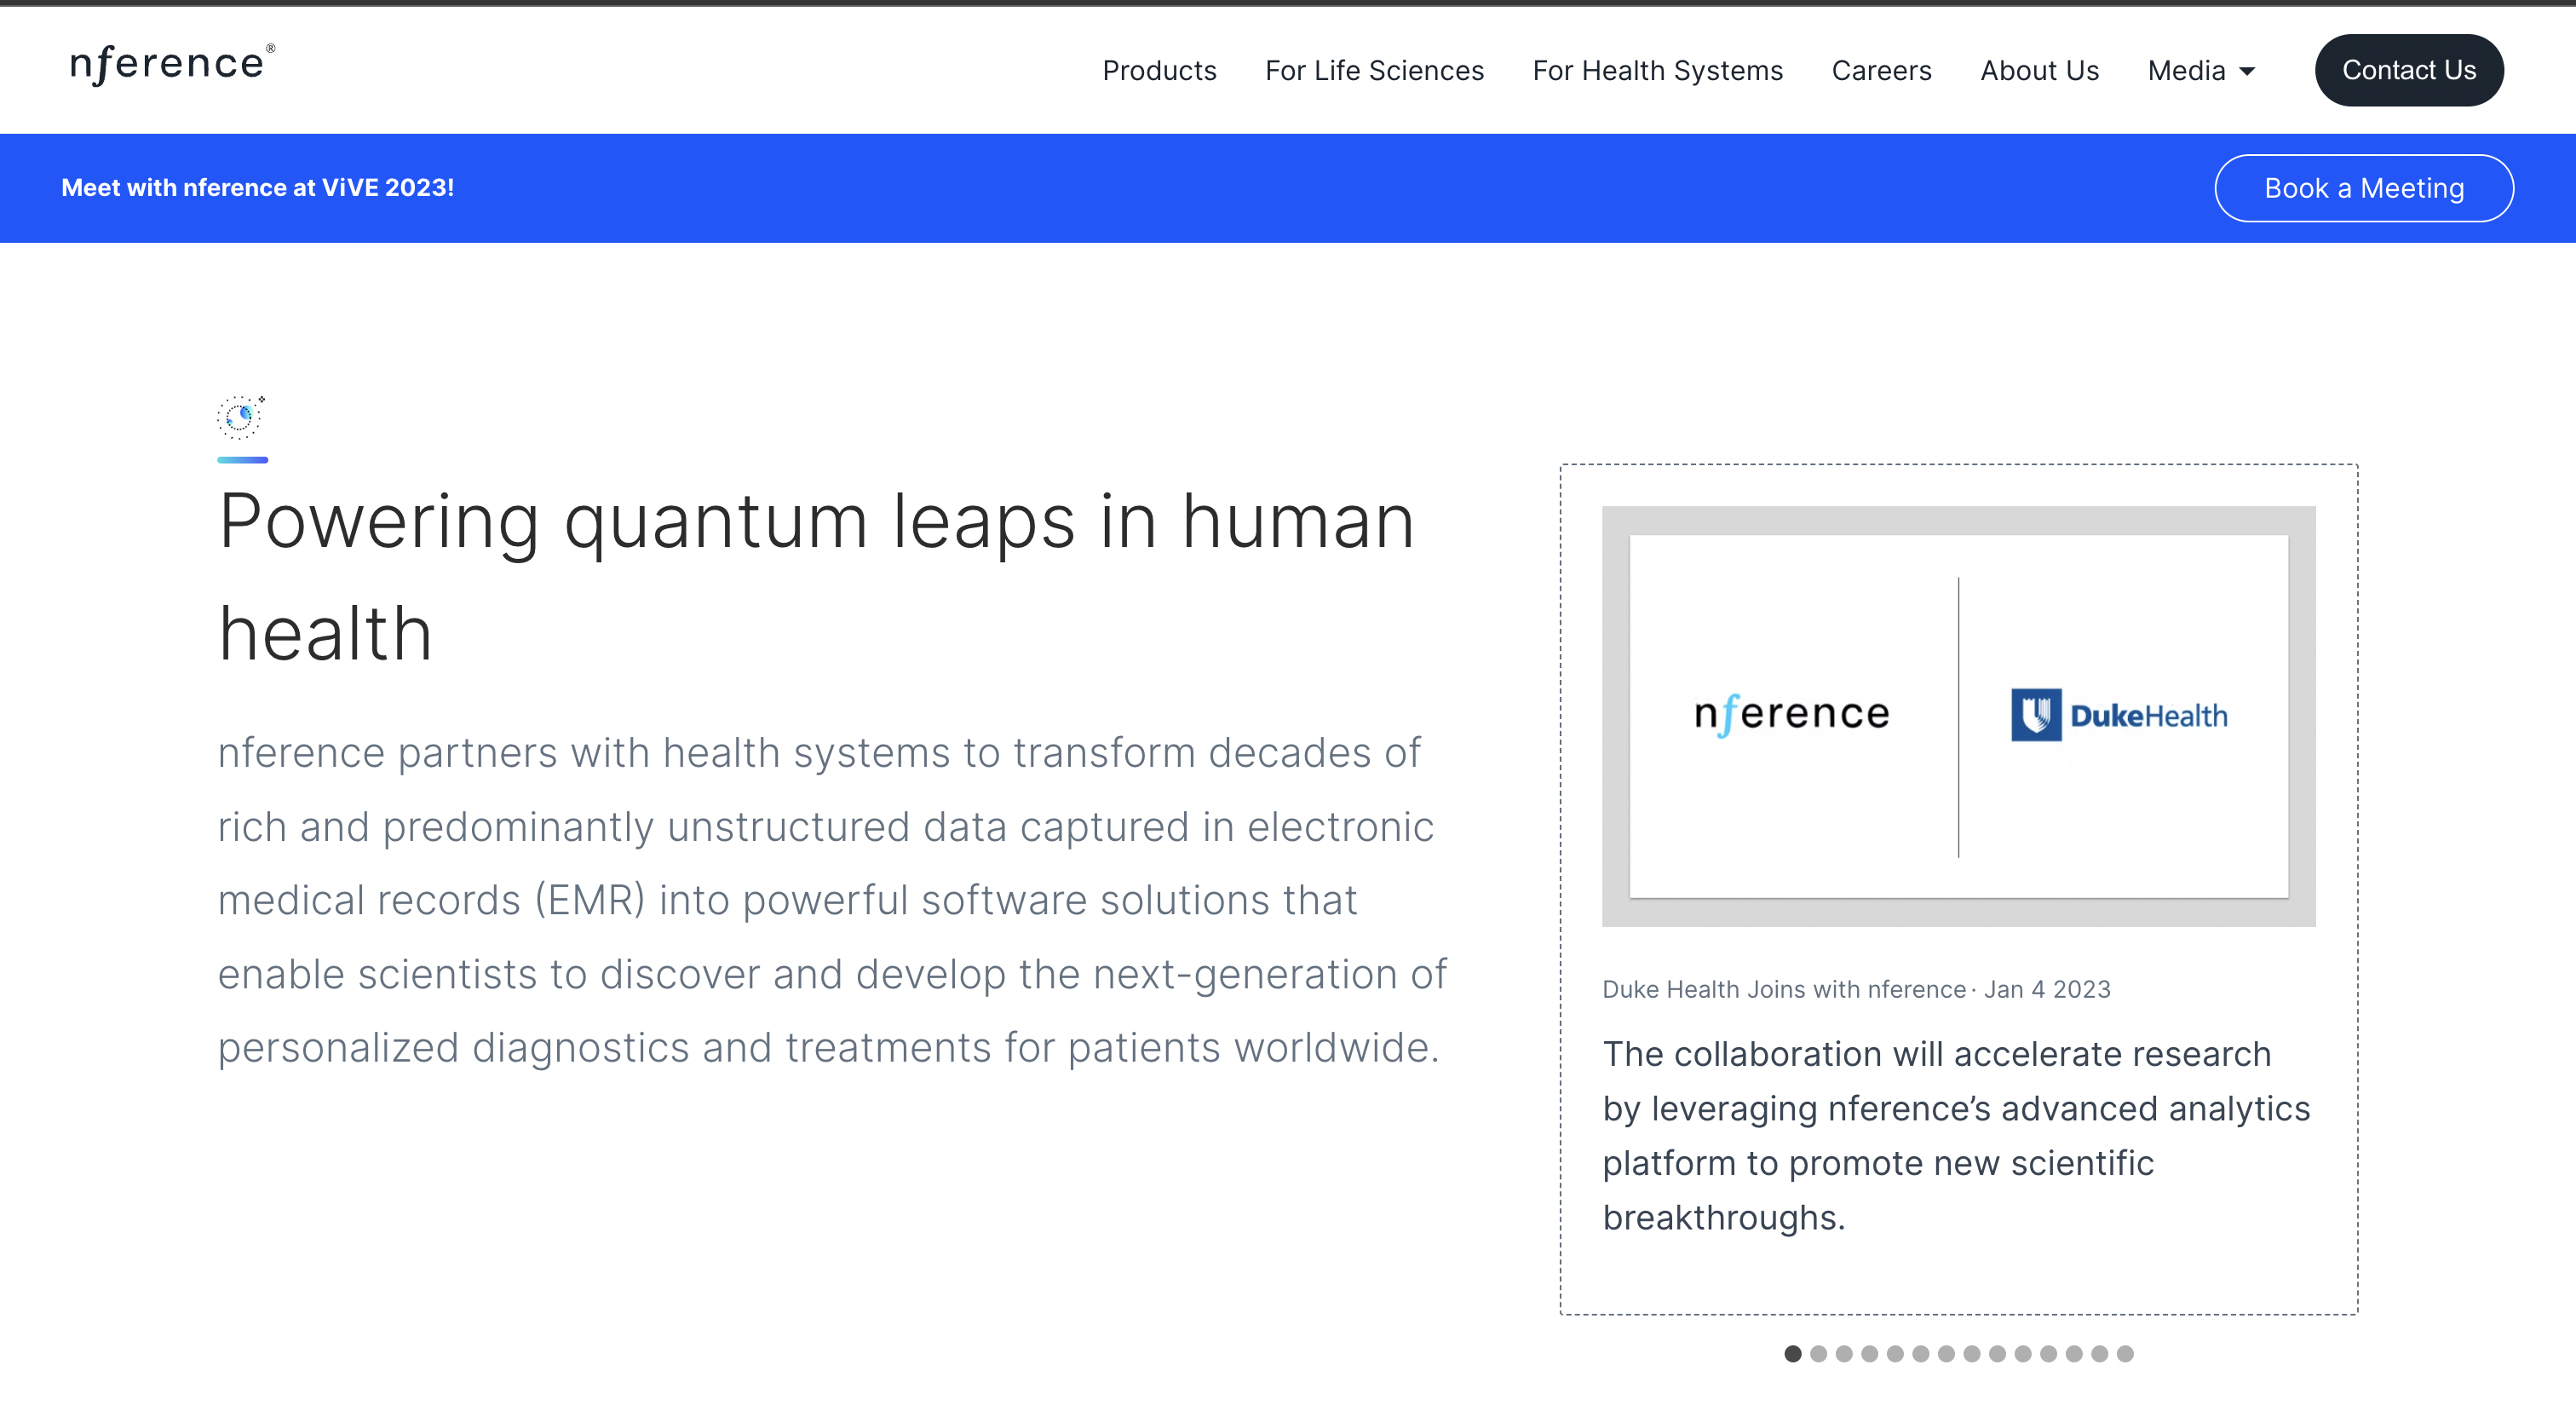 nference®
Products For Life Sciences For Health Systems Careers About Us Media Contact Us
Meet with nference at ViVE 2023!
Book a Meeting
Powering quantum leaps in human
health
nference partners with health systems to transform decades of
rich and predominantly unstructured data captured in electronic
medical records (EMR) into powerful software solutions that
enable scientists to discover and develop the next-generation of
personalized diagnostics and treatments for patients worldwide.
nference
DukeHealth
Duke Health Joins with nference · Jan 4 2023
The collaboration will accelerate research
by leveraging nference’s advanced analytics
platform to promote new scientific
breakthroughs.